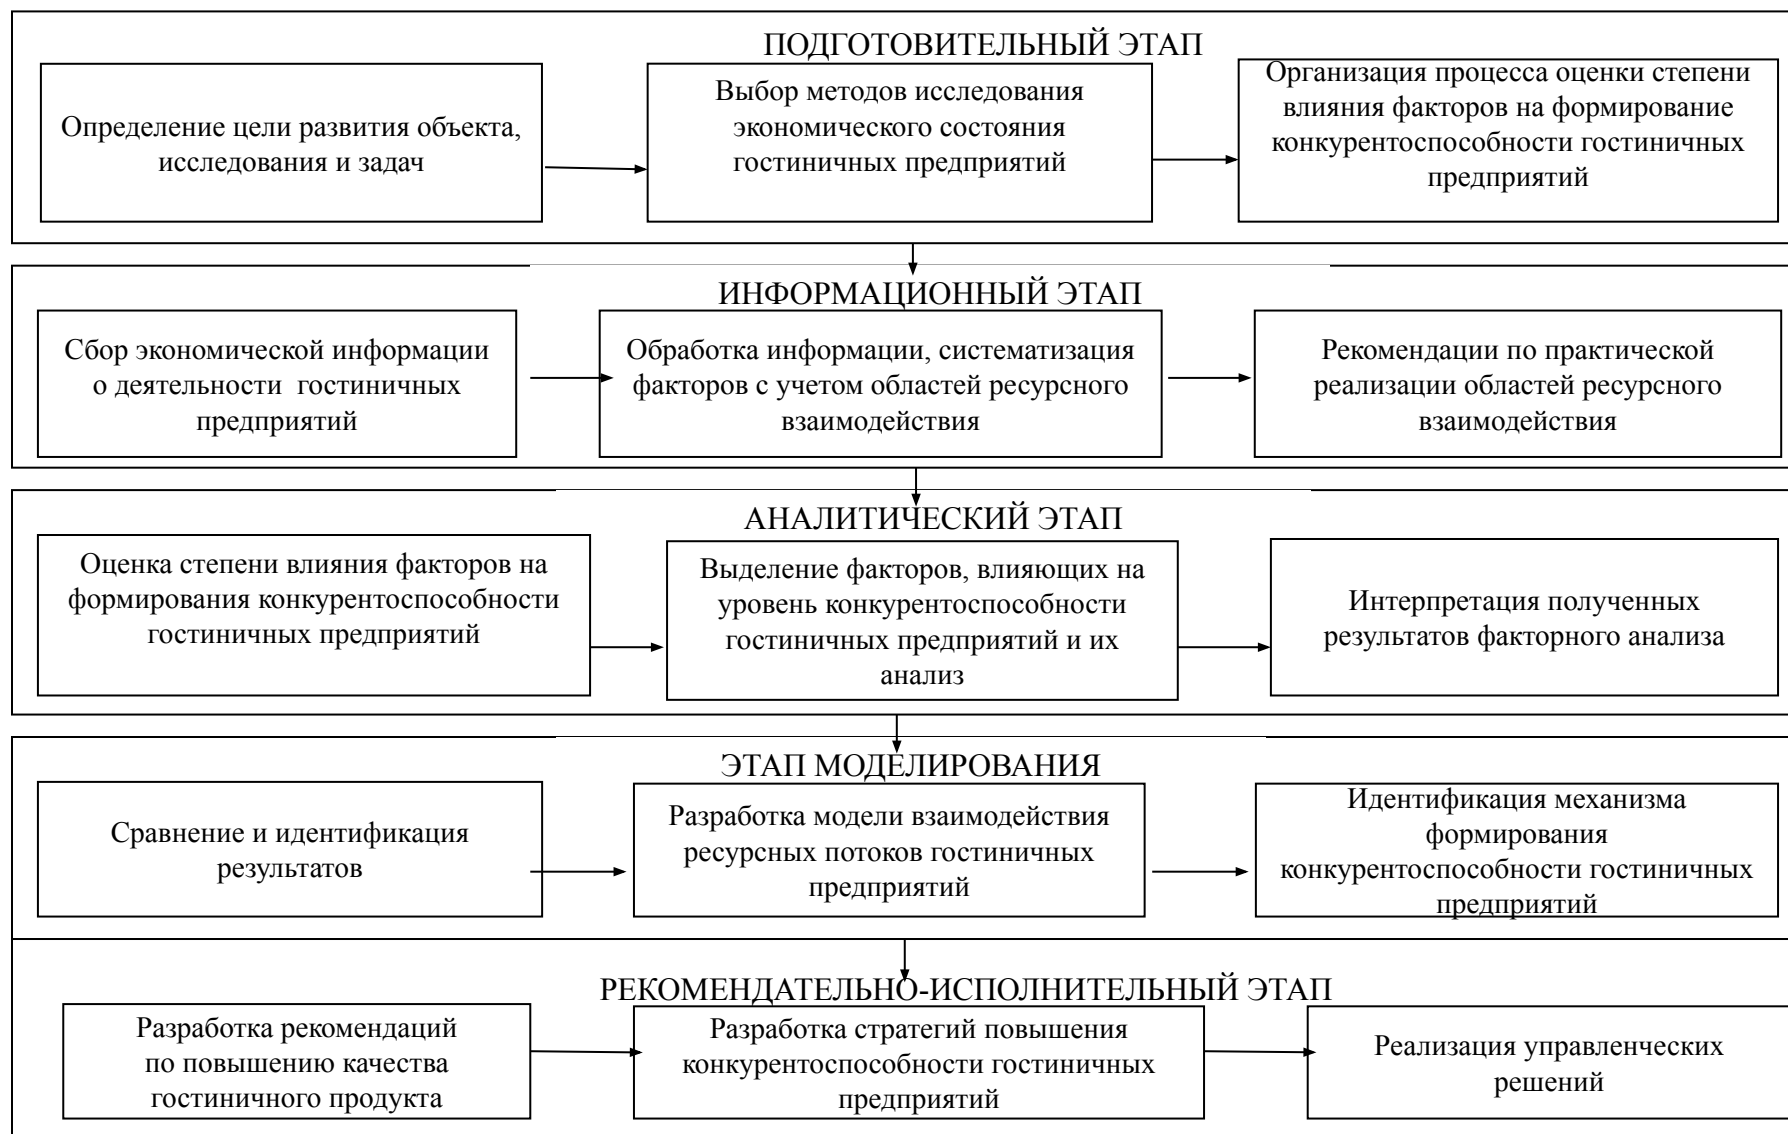 ПОДГОТОВИТЕЛЬНЫЙ ЭТАП
Определение цели развития объекта,
исследования и задач
Выбор методов исследования
экономического состояния
гостиничных предприятий
Организация процесса оценки степени
влияния факторов на формирование
конкурентоспособности гостиничных
предприятий
ИНФОРМАЦИОННЫЙ ЭТАП
Сбор экономической информации
о деятельности гостиничных
предприятий
Обработка информации, систематизация
факторов с учетом областей ресурсного
взаимодействия
Рекомендации по практической
реализации областей ресурсного
взаимодействия
АНАЛИТИЧЕСКИЙ ЭТАП
Оценка степени влияния факторов на
формирования конкурентоспособности
гостиничных предприятий
Выделение факторов, влияющих на
уровень конкурентоспособности
гостиничных предприятий и их
анализ
Интерпретация полученных
результатов факторного анализа
ЭТАП МОДЕЛИРОВАНИЯ
Сравнение и идентификация
результатов
Разработка модели взаимодействия
ресурсных потоков гостиничных
предприятий
Идентификация механизма
формирования
конкурентоспособности гостиничных
предприятий
РЕКОМЕНДАТЕЛЬНО-ИСПОЛНИТЕЛЬНЫЙ ЭТАП
Разработка рекомендаций
по повышению качества
гостиничного продукта
Разработка стратегий повышения
конкурентоспособности гостиничных
предприятий
Реализация управленческих
решений